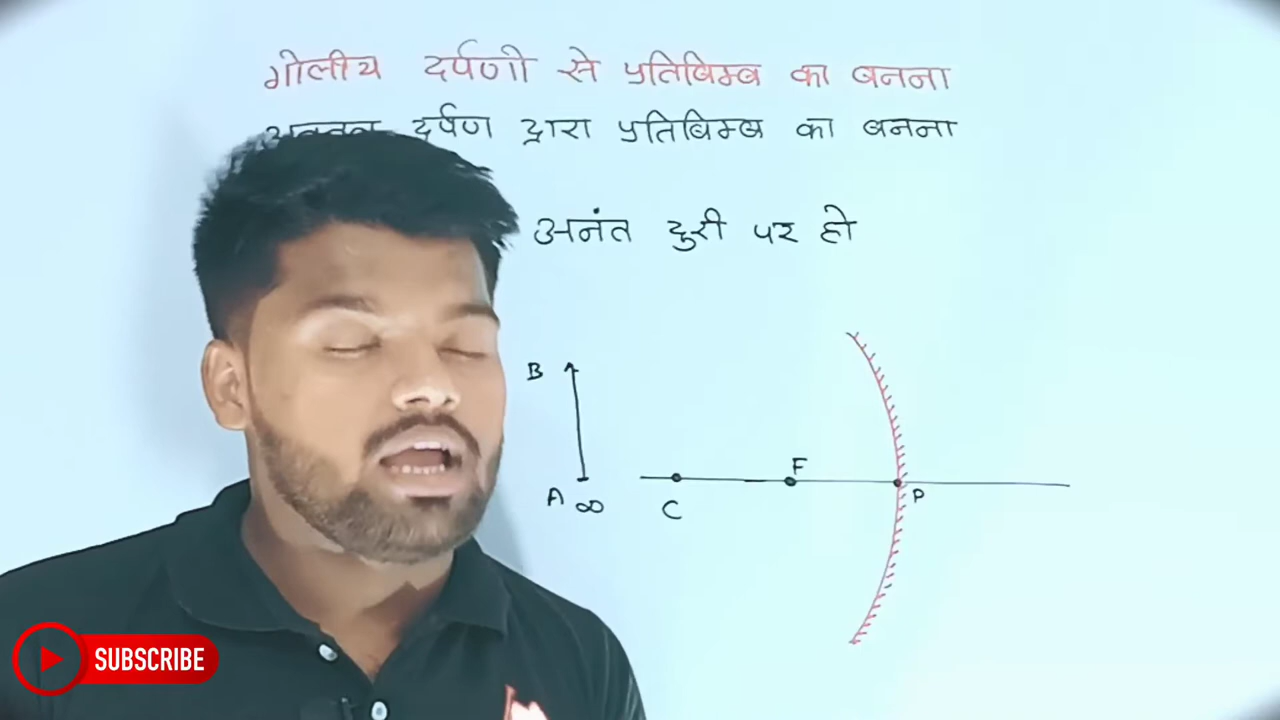 गोलीय दर्पणो से प्रतिबिम्ब का बनना
दर्पण द्वारा प्रतिबिम्ब का बनना
अनंत दुरी पर हो
B
F
A ∞
C
P
SUBSCRIBE